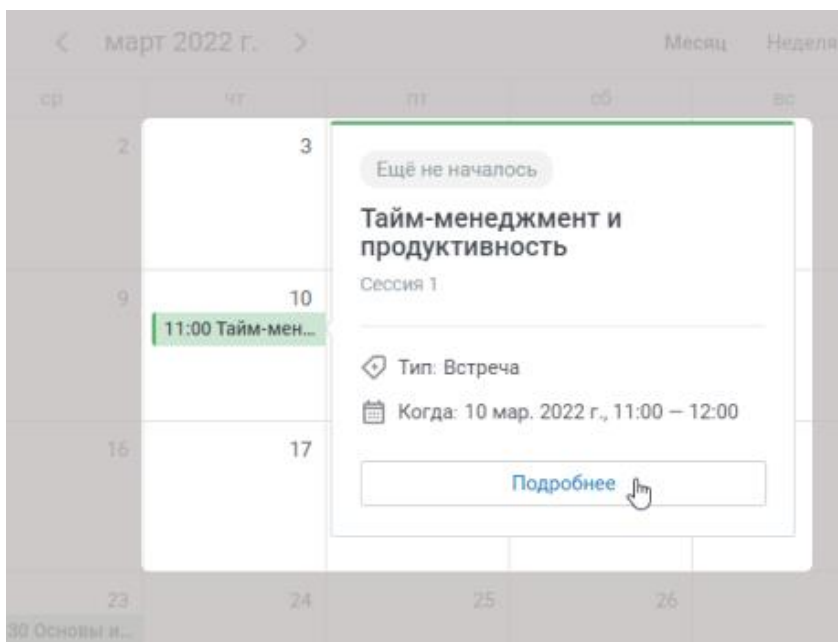 март 2022 г.
Месяц Неделя
ср чт пт сб вс
2 3
Ещё не началось
Тайм-менеджмент и
продуктивность
Сессия 1
9 10
11:00 Тайм-мен...
Тип: Встреча
Когда: 10 мар. 2022 г., 11:00 — 12:00
16 17
Подробнее
23 24 25 26
30 Основы и...